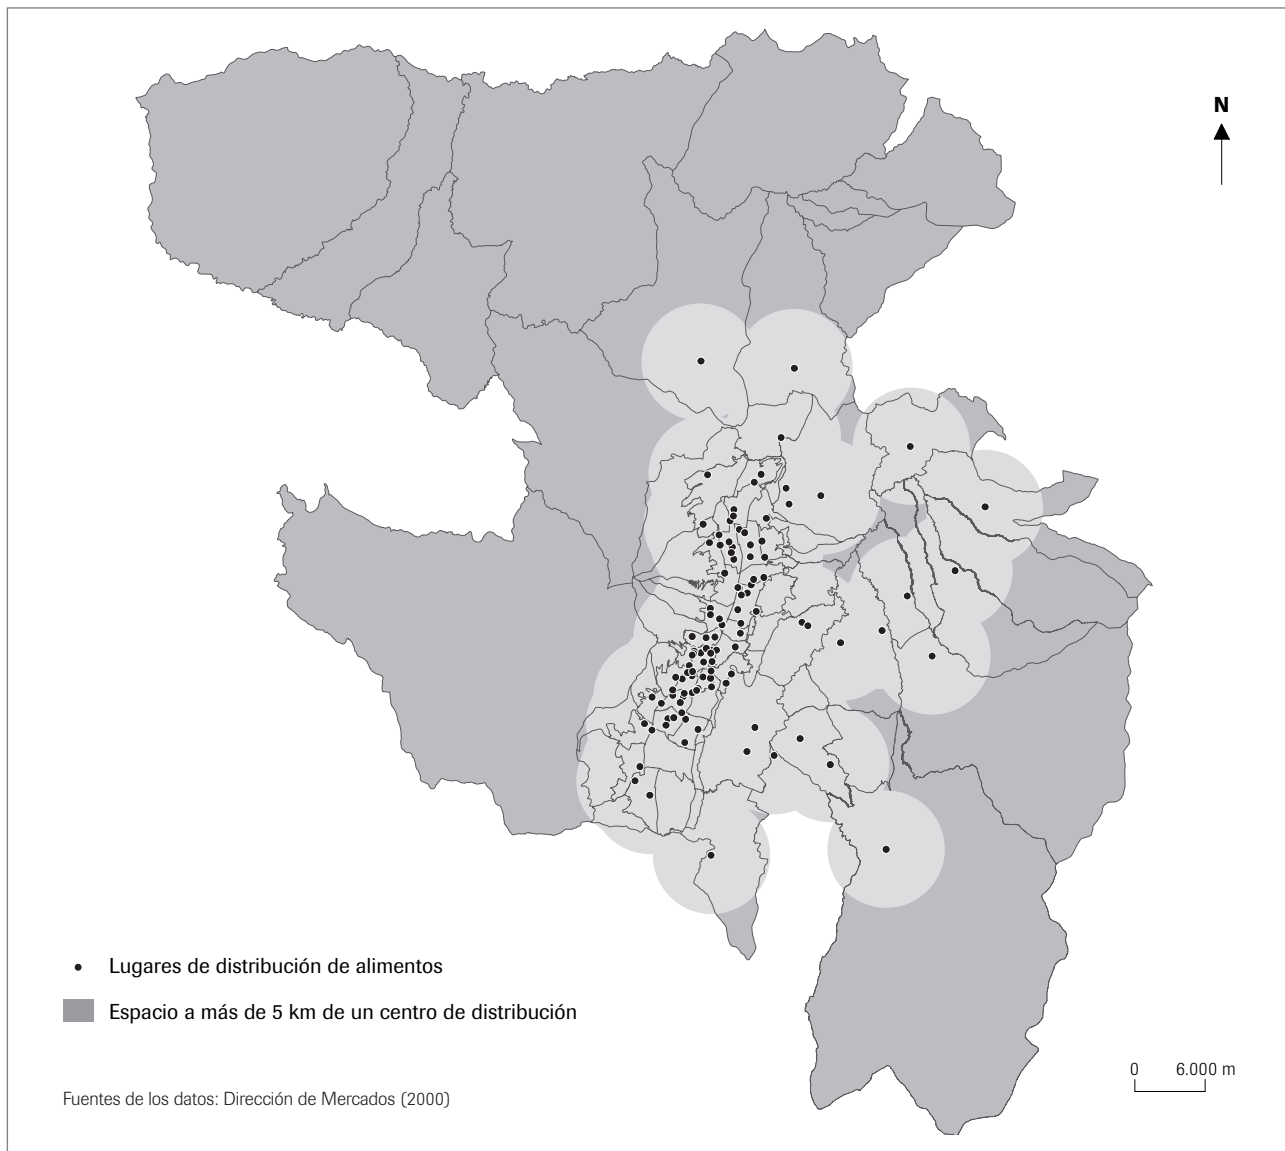 N
Lugares de distribución de alimentos
Espacio a más de 5 km de un centro de distribución
0 6.000 m
Fuentes de los datos: Dirección de Mercados (2000)